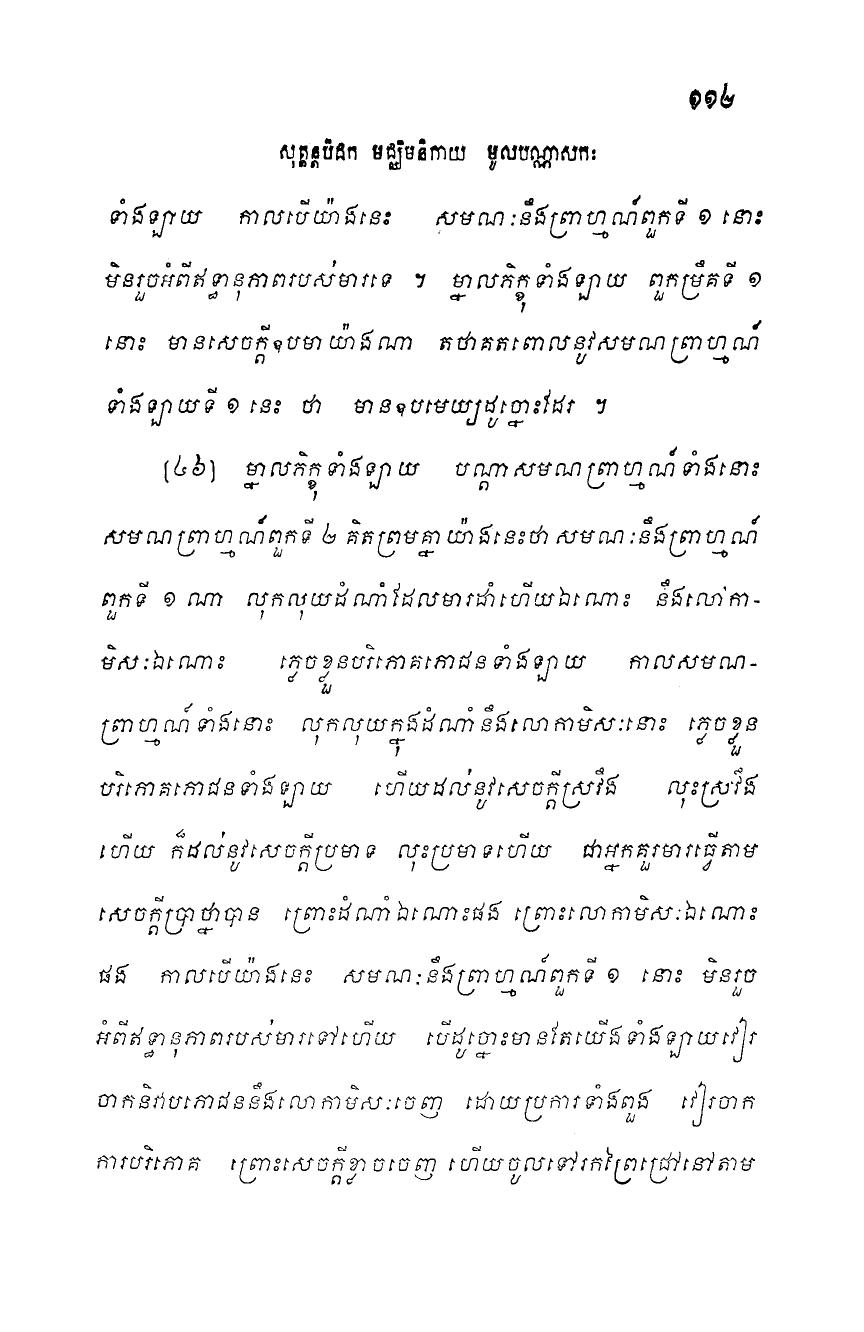 ១១២
សុត្តន្តបិដក មជ្ឈិមនិកាយ មូលបណ្ណាសកៈ
ទាំងឡាយ កាលបើយ៉ាងនេះ សមណៈនឹងព្រាហ្មណ៍ពួកទី ១ នោះ
មិនរួចអំពីឥទ្ធានុភាពរបស់មារទេ ។ ម្នាលភិក្ខុទាំងឡាយ ពួកម្រឹគទី ១
នោះ មានសេចក្តីឧបមាយ៉ាងណា តថាគតពោលនូវសមណព្រាហ្មណ៍
ទាំងឡាយទី ១ នេះ ថា មានឧបមេយ្យដូច្នោះដែរ ។
(៤៦) ម្នាលភិក្ខុទាំងឡាយ បណ្តាសមណព្រាហ្មណ៍ទាំងនោះ
សមណព្រាហ្មណ៍ពួកទី ២ គិតព្រមគ្នាយ៉ាងនេះថា សមណៈនឹងព្រាហ្មណ៍
ពួកទី ១ ណា លុកលុយដំណាំដែលមារដាំហើយឯណោះ នឹងលោកា-
មិសៈឯណោះ ភ្លេចខ្លួនបរិភោគភោជនទាំងឡាយ កាលសមណ-
ព្រាហ្មណ៍ទាំងនោះ លុកលុយក្នុងដំណាំនឹងលោកាមិសៈនោះ ភ្លេចខ្លួន
បរិភោគភោជនទាំងឡាយ ហើយដល់នូវសេចក្តីស្រវឹង លុះស្រវឹង
ហើយ ក៏ដល់នូវសេចក្តីប្រមាទ លុះប្រមាទហើយ ជាអ្នកគួរមារធ្វើតាម
សេចក្តីប្រាថ្នាបាន ព្រោះដំណាំឯណោះផង ព្រោះលោកាមិសៈឯណោះ
ផង កាលបើយ៉ាងនេះ សមណៈនឹងព្រាហ្មណ៍ពួកទី ១ នោះ មិនរួច
អំពីឥទ្ធានុភាពរបស់មារទៅហើយ បើដូច្នោះមានតែយើងទាំងឡាយវៀរ
ចាកនិវាបភោជននឹងលោកាមិសៈចេញ ដោយប្រការទាំងពួង វៀរចាក
ការបរិភោគ ព្រោះសេចក្តីខ្លាចចេញ ហើយចូលទៅរកព្រៃជ្រៅនៅតាម